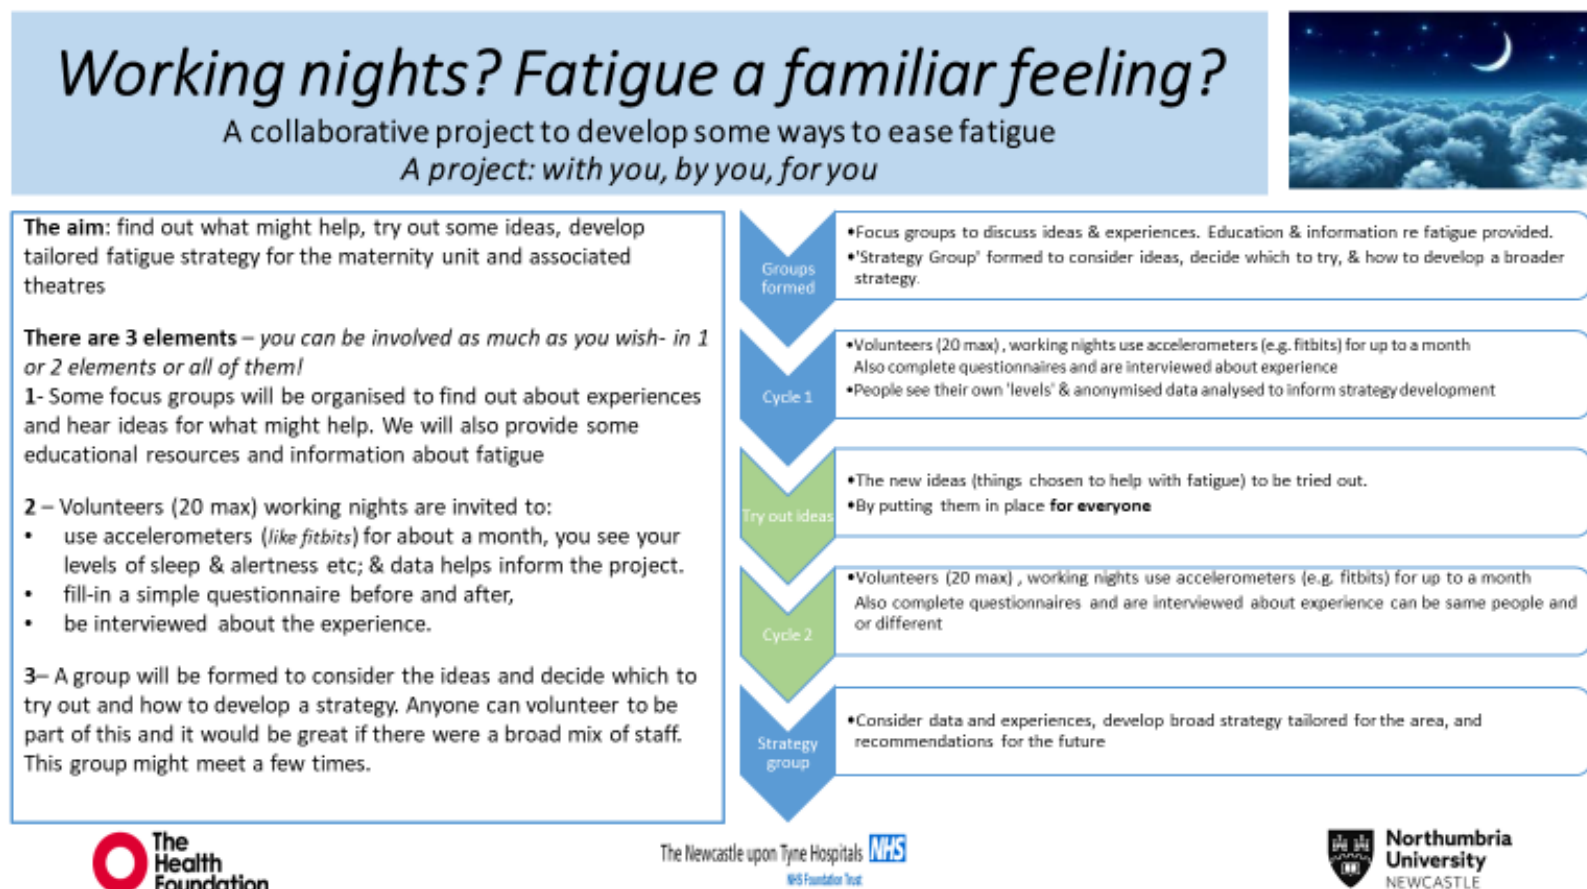 Working nights? Fatigue a familiar feeling?
A collaborative project to develop some ways to ease fatigue
A project: with you, by you, for you
The aim: find out what might help, try out some ideas, develop
tailored fatigue strategy for the maternity unit and associated
theatres
There are 3 elements – you can be involved as much as you wish- in 1
or 2 elements or all of them!
1- Some focus groups will be organised to find out about experiences
and hear ideas for what might help. We will also provide some
educational resources and information about fatigue
2 – Volunteers (20 max) working nights are invited to:
• use accelerometers (like fitbits) for about a month, you see your
levels of sleep & alertness etc; & data helps inform the project.
• fill-in a simple questionnaire before and after,
• be interviewed about the experience.
3– A group will be formed to consider the ideas and decide which to
try out and how to develop a strategy. Anyone can volunteer to be
part of this and it would be great if there were a broad mix of staff.
This group might meet a few times.
Groups
formed
•Focus groups to discuss ideas & experiences. Education & information re fatigue provided.
•'Strategy Group' formed to consider ideas, decide which to try, & how to develop a broader
strategy.
Cycle 1
•Volunteers (20 max) , working nights use accelerometers (e.g. fitbits) for up to a month
Also complete questionnaires and are interviewed about experience
•People see their own 'levels' & anonymised data analysed to inform strategy development
Try out ideas
•The new ideas (things chosen to help with fatigue) to be tried out.
•By putting them in place for everyone
Cycle 2
•Volunteers (20 max) , working nights use accelerometers (e.g. fitbits) for up to a month
Also complete questionnaires and are interviewed about experience can be same people and
or different
Strategy
group
•Consider data and experiences, develop broad strategy tailored for the area, and
recommendations for the future
The
Health
Foundation
The Newcastle upon Tyne Hospitals NHS
NHS Foundation Trust
Northumbria
University
NEWCASTLE